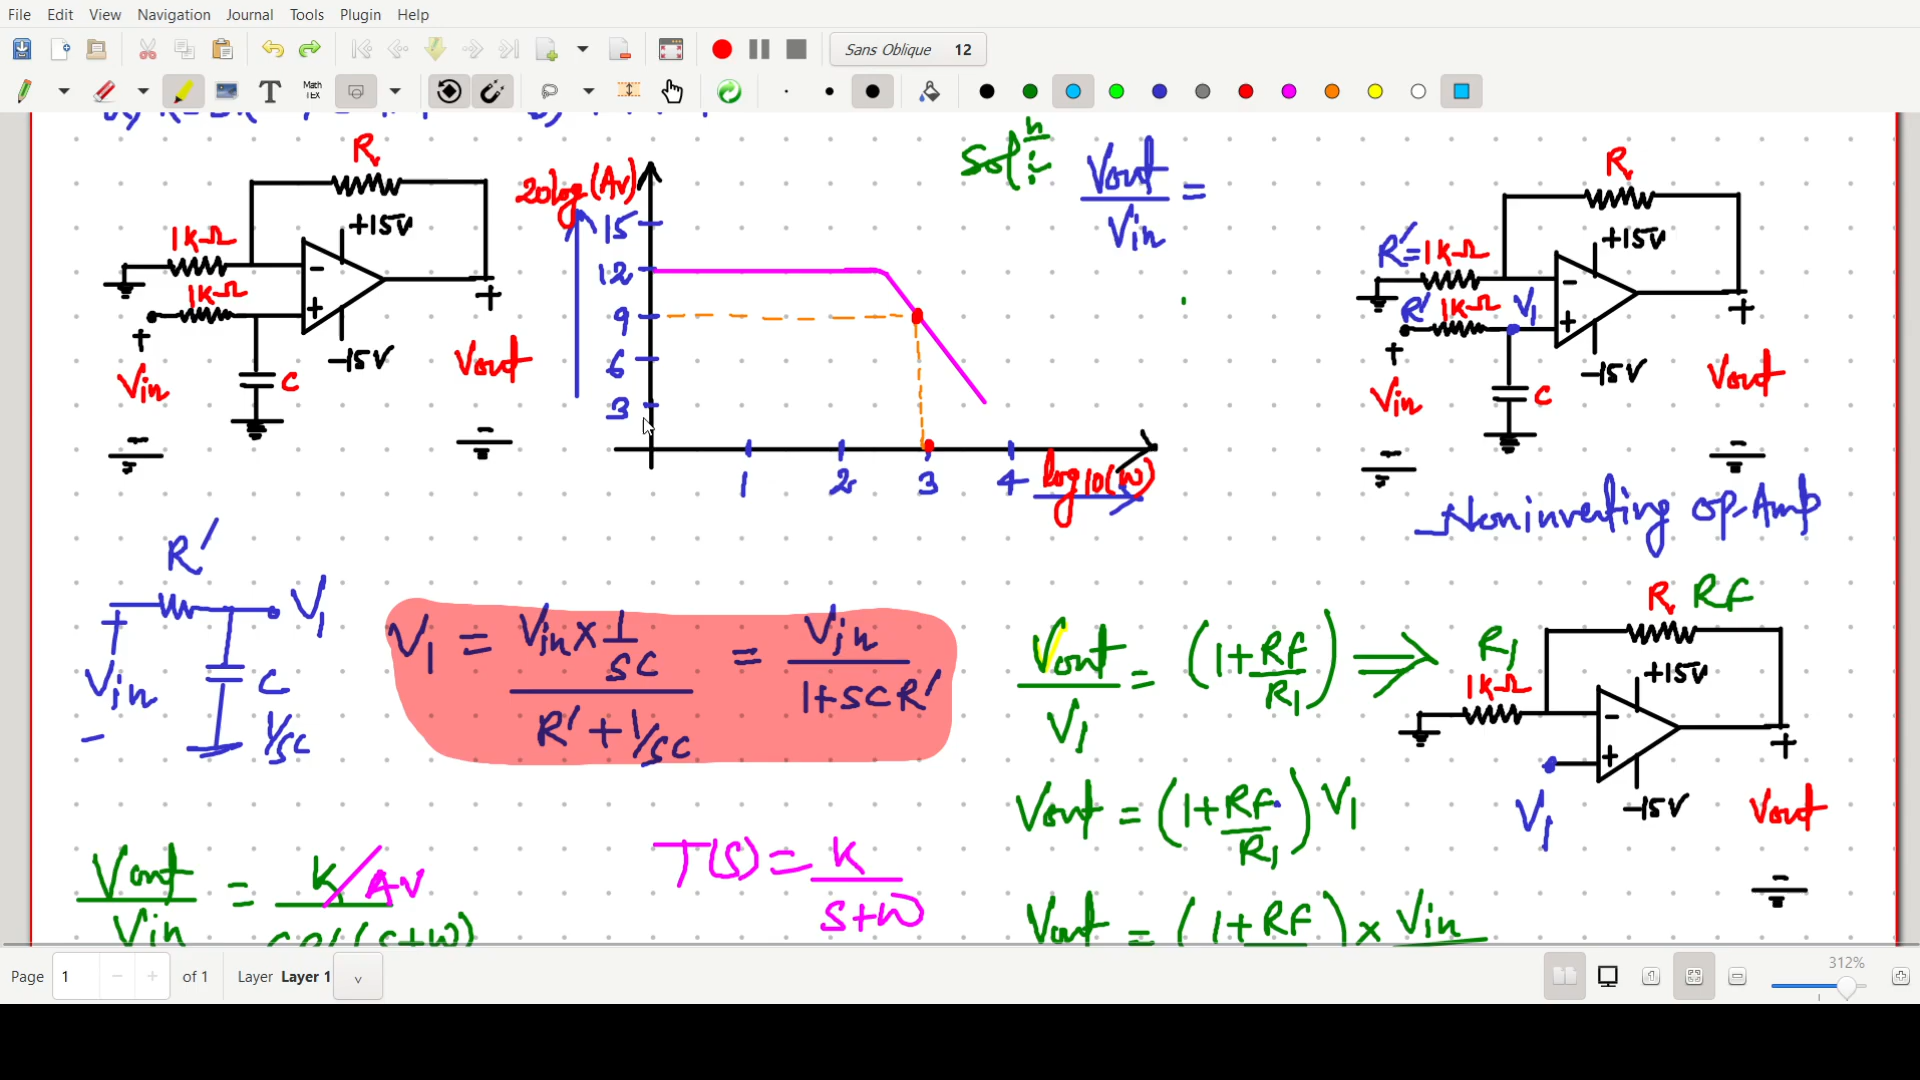 File Edit View Navigation Journal Tools Plugin Help
Sans Oblique 12
T Math TEX
R
+15V
1kΩ
1kΩ
-
+
+
+
-15V
Vin
C
Vout
-
-
20log(Av)
15
12
9
6
3
1 2 3 4
log10(w)
Sol^n :
Vout/Vin =
R
+15V
R'= 1kΩ
R' 1kΩ V1
-
+
+
+
-15V
Vin
C
Vout
-
-
Noninverting op-Amp
R'
V1
+
Vin
C
1/SC
-
V1 = (Vin x 1/SC)/(R' + 1/SC) = Vin/(1+SCR')
Vout/V1 = (1+RF/R1) ⇒
Vout = (1+RF/R1) V1
Vout = (1+RF) x Vin
R RF
R1
1kΩ
+15V
-
+
+
V1
-15V
Vout
-
Vout/Vin = K/Av
(s+w)
T(S) = K/(S+W)
Page 1 − + of 1 Layer Layer 1
312%